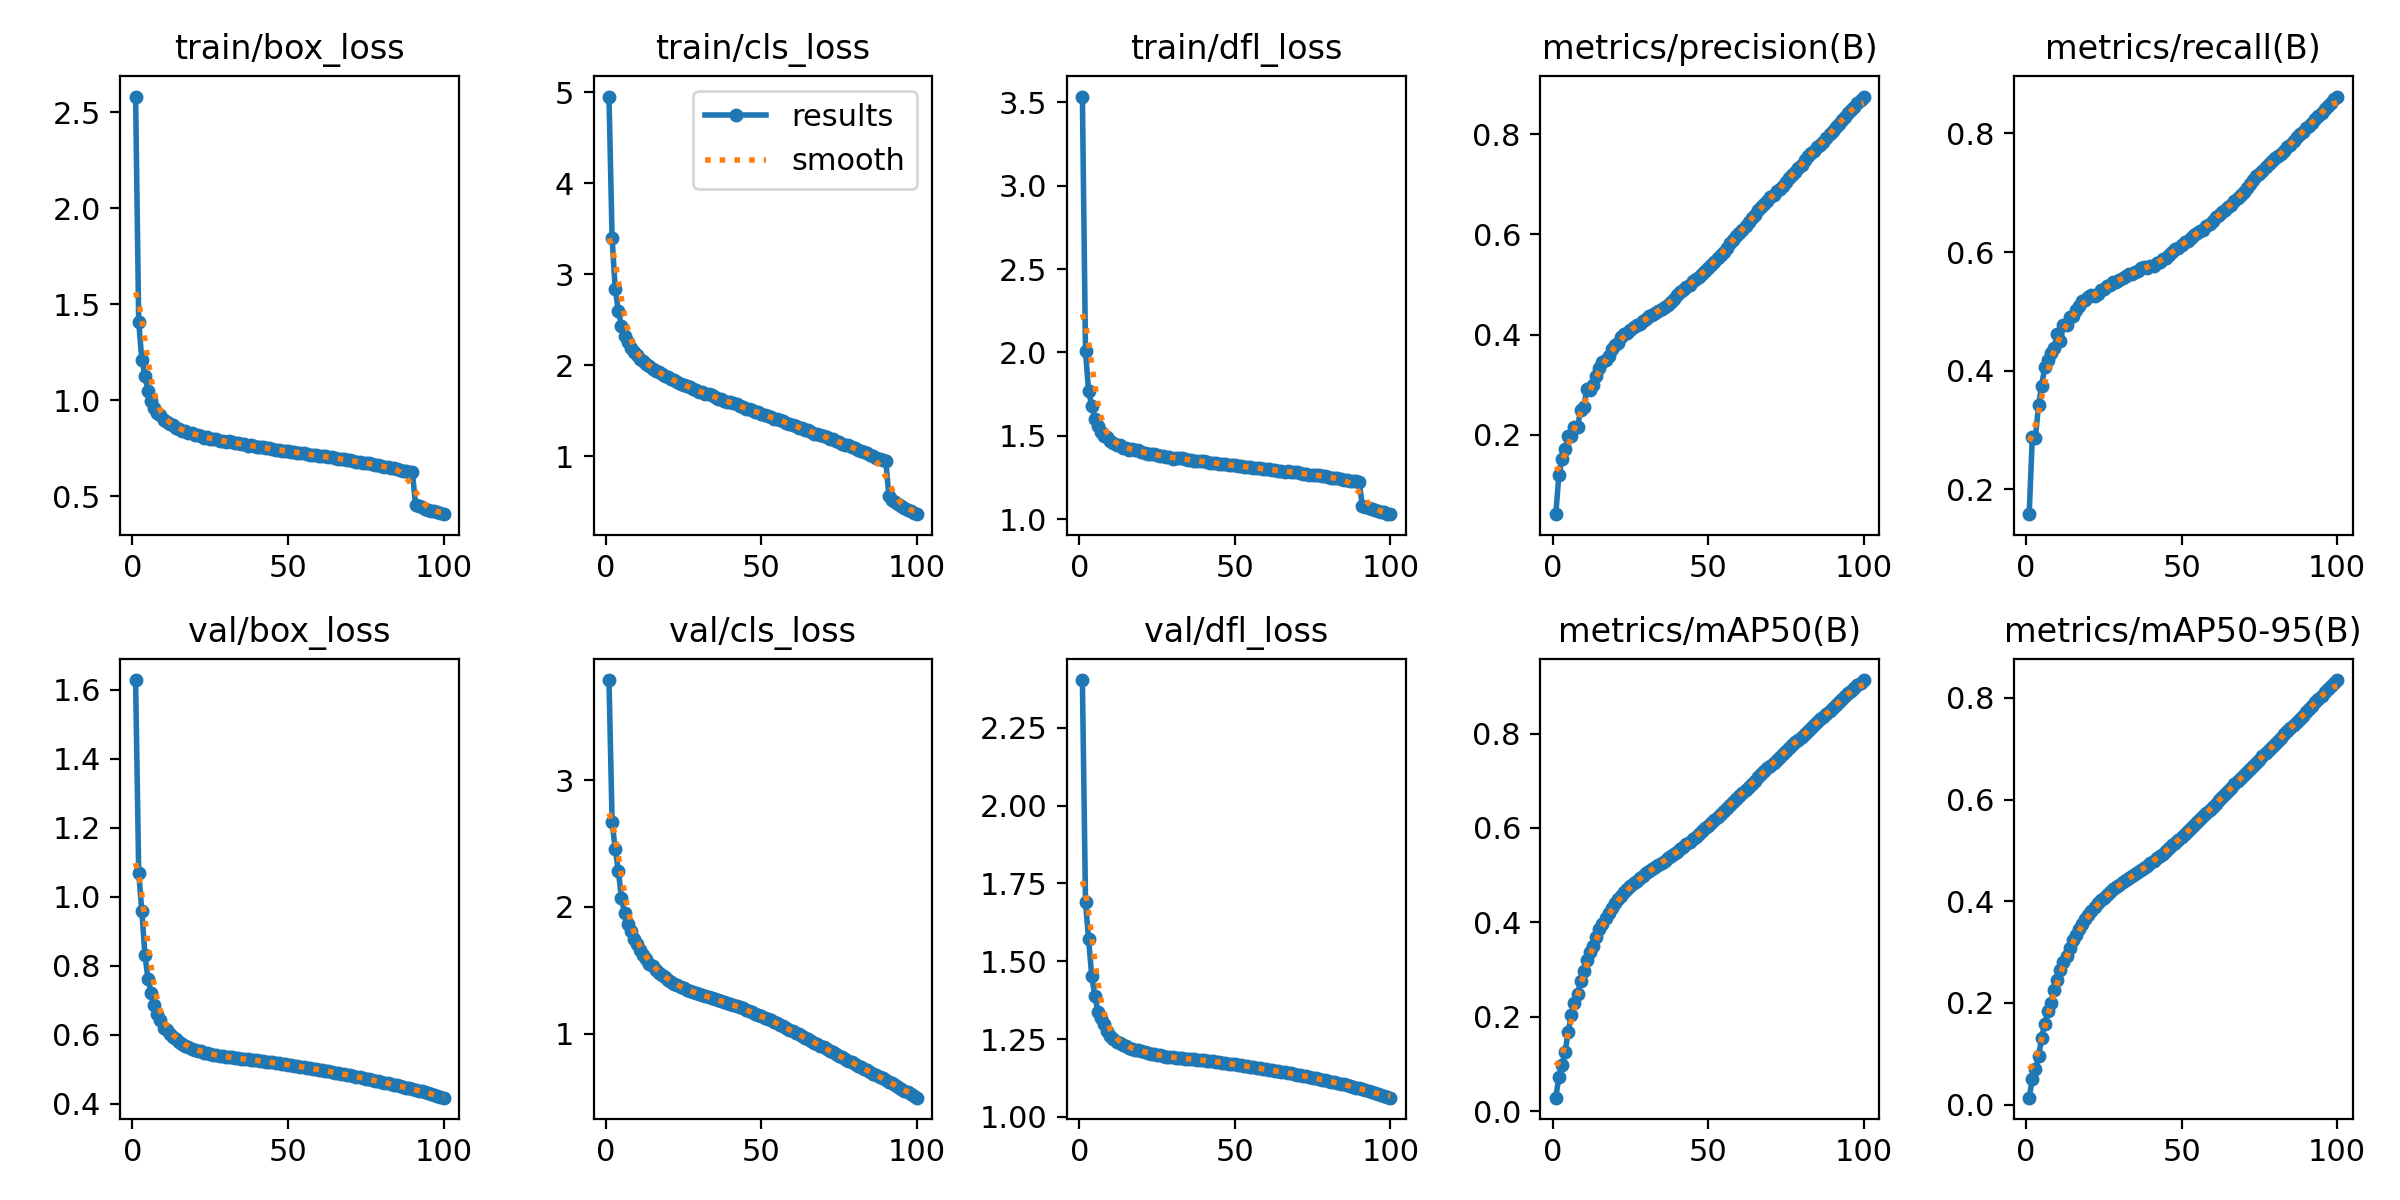 train/box_loss
2.5
2.0
1.5
1.0
0.5
0 50 100
train/cls_loss
results
smooth
5
4
3
2
1
0 50 100
train/dfl_loss
3.5
3.0
2.5
2.0
1.5
1.0
0 50 100
metrics/precision(B)
0.8
0.6
0.4
0.2
0 50 100
metrics/recall(B)
0.8
0.6
0.4
0.2
0 50 100
val/box_loss
1.6
1.4
1.2
1.0
0.8
0.6
0.4
0 50 100
val/cls_loss
3
2
1
0 50 100
val/dfl_loss
2.25
2.00
1.75
1.50
1.25
1.00
0 50 100
metrics/mAP50(B)
0.8
0.6
0.4
0.2
0.0
0 50 100
metrics/mAP50-95(B)
0.8
0.6
0.4
0.2
0.0
0 50 100